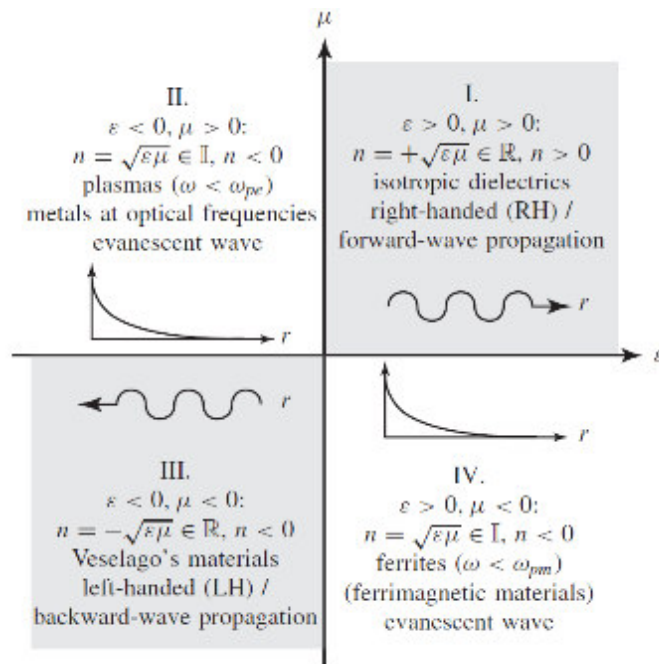 μ
II.
ε < 0, μ > 0:
n = √εμ ∈ 𝕀, n < 0
plasmas (ω < ω_pe)
metals at optical frequencies
evanescent wave
r
I.
ε > 0, μ > 0:
n = +√εμ ∈ ℝ, n > 0
isotropic dielectrics
right-handed (RH) /
forward-wave propagation
r
ε
r
III.
ε < 0, μ < 0:
n = −√εμ ∈ ℝ, n < 0
Veselago's materials
left-handed (LH) /
backward-wave propagation
r
IV.
ε > 0, μ < 0:
n = √εμ ∈ 𝕀, n < 0
ferrites (ω < ω_pm)
(ferrimagnetic materials)
evanescent wave